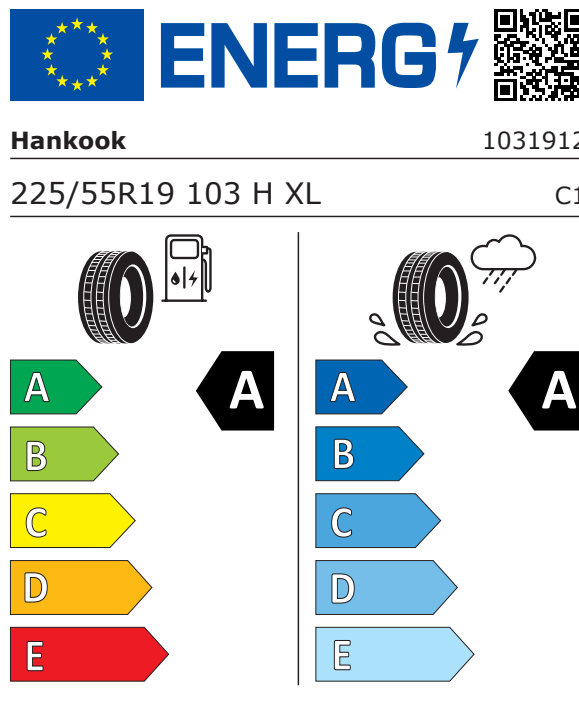 ENERG
Hankook 1031912
225/55R19 103 H XL C1
A A A A
B B
C C
D D
E E